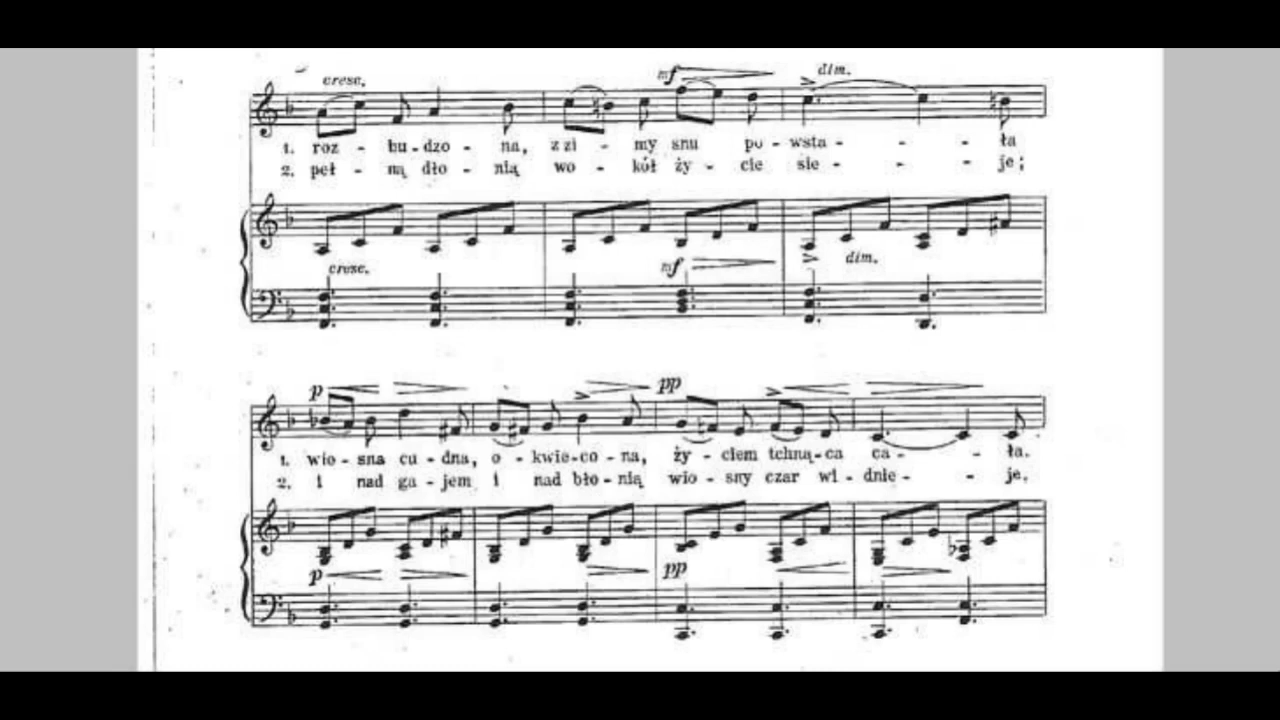 cresc. mf dim.
1. roz - bu - dzo - na, z zi - my snu po - wsta - - - ła
2. peł - ną dło - nią wo - kół ży - cie sie - - - je;
cresc. mf dim.
p pp
1. wio - sna cu - dna, o - kwie - co - na, ży - ciem tchną - ca ca - - ła.
2. i nad ga - jem i nad bło - nią wio - sny czar wi - dnie - - je.
p pp